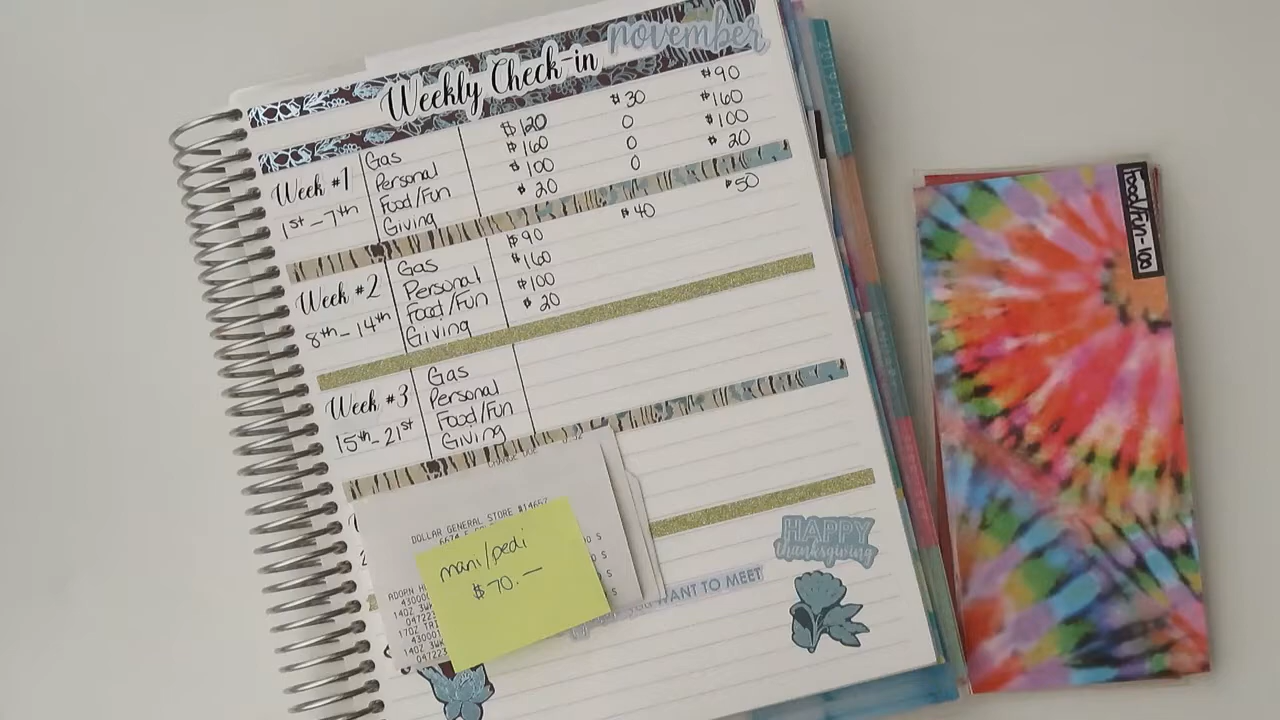 november
Weekly Check-in
Week #1
1st-7th
Gas $120 $30 $90
Personal $160 0 $160
Food/Fun $100 0 $100
Giving $20 0 $20
Week #2
8th-14th
Gas $90 $40 $50
Personal $160
Food/Fun $100
Giving $20
Week #3
15th-21st
Gas
Personal
Food/Fun
Giving
DOLLAR GENERAL STORE
mani/pedi
$70.—
WANT TO MEET
HAPPY
thanksgiving
Food/Fun-100